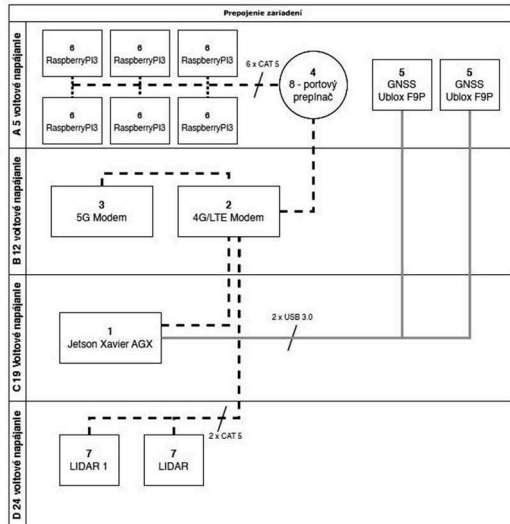 Prepojenie zariadení
A 5 voltové napájanie
6
RaspberryPI3
6
RaspberryPI3
6
RaspberryPI3
6
RaspberryPI3
6
RaspberryPI3
6
RaspberryPI3
6 x CAT 5
4
8 - portový
prepínač
5
GNSS
Ublox F9P
5
GNSS
Ublox F9P
B 12 voltové napájanie
3
5G Modem
2
4G/LTE Modem
C 19 Voltové napájanie
1
Jetson Xavier AGX
2 x USB 3.0
D 24 voltové napájanie
2 x CAT 5
7
LIDAR 1
7
LIDAR